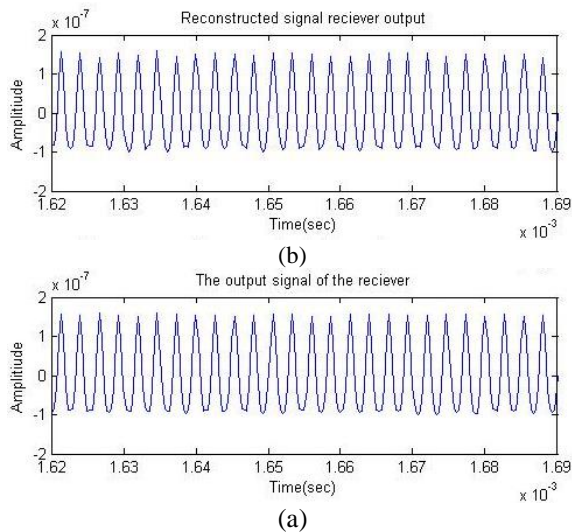 Reconstructed signal reciever output
x 10⁻⁷
2
1
0
-1
-2
Amplitiude
1.62 1.63 1.64 1.65 1.66 1.67 1.68 1.69
Time(sec)
x 10⁻³
(b)
The output signal of the reciever
x 10⁻⁷
2
1
0
-1
-2
Amplitiude
1.62 1.63 1.64 1.65 1.66 1.67 1.68 1.69
Time(sec)
x 10⁻³
(a)